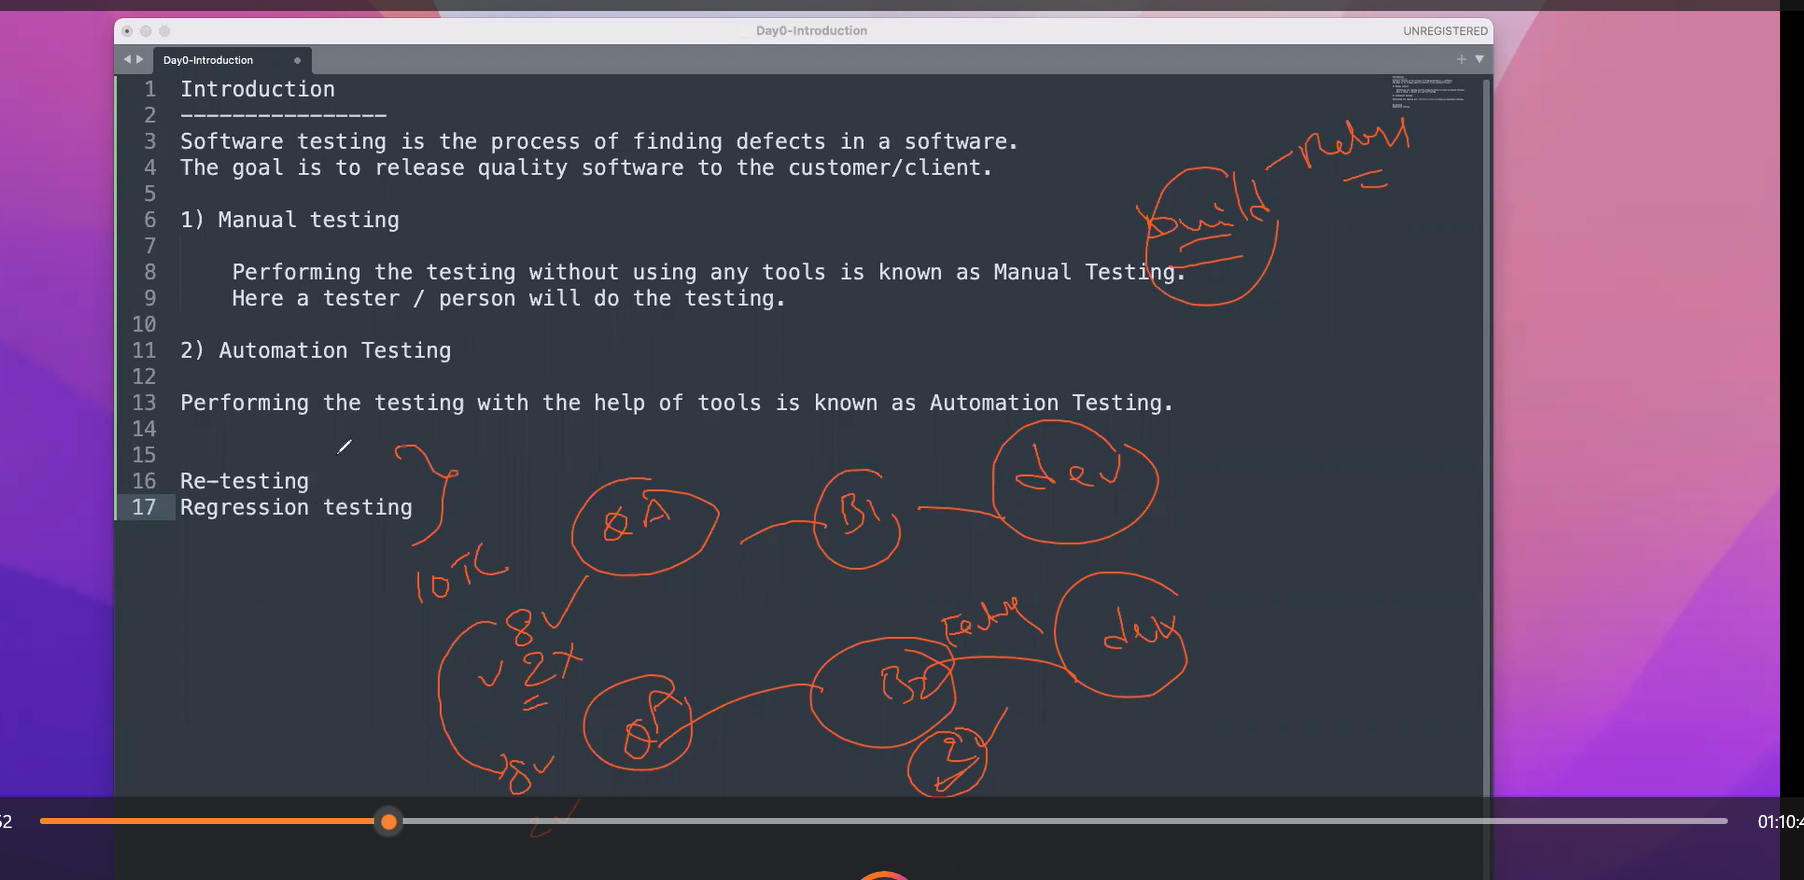 Day0-Introduction
UNREGISTERED
Day0-Introduction
1 Introduction
2 ----------------
3 Software testing is the process of finding defects in a software.
4 The goal is to release quality software to the customer/client.
5
6 1) Manual testing
7
8 Performing the testing without using any tools is known as Manual Testing.
9 Here a tester / person will do the testing.
10
11 2) Automation Testing
12
13 Performing the testing with the help of tools is known as Automation Testing.
14
15
16 Re-testing
17 Regression testing
build
QA
B1
dev
10 TC
8 ✓
✓ 2 X
QA
B2
dev
8 ✓
2 ✓
2 ✓
52
01:10:4